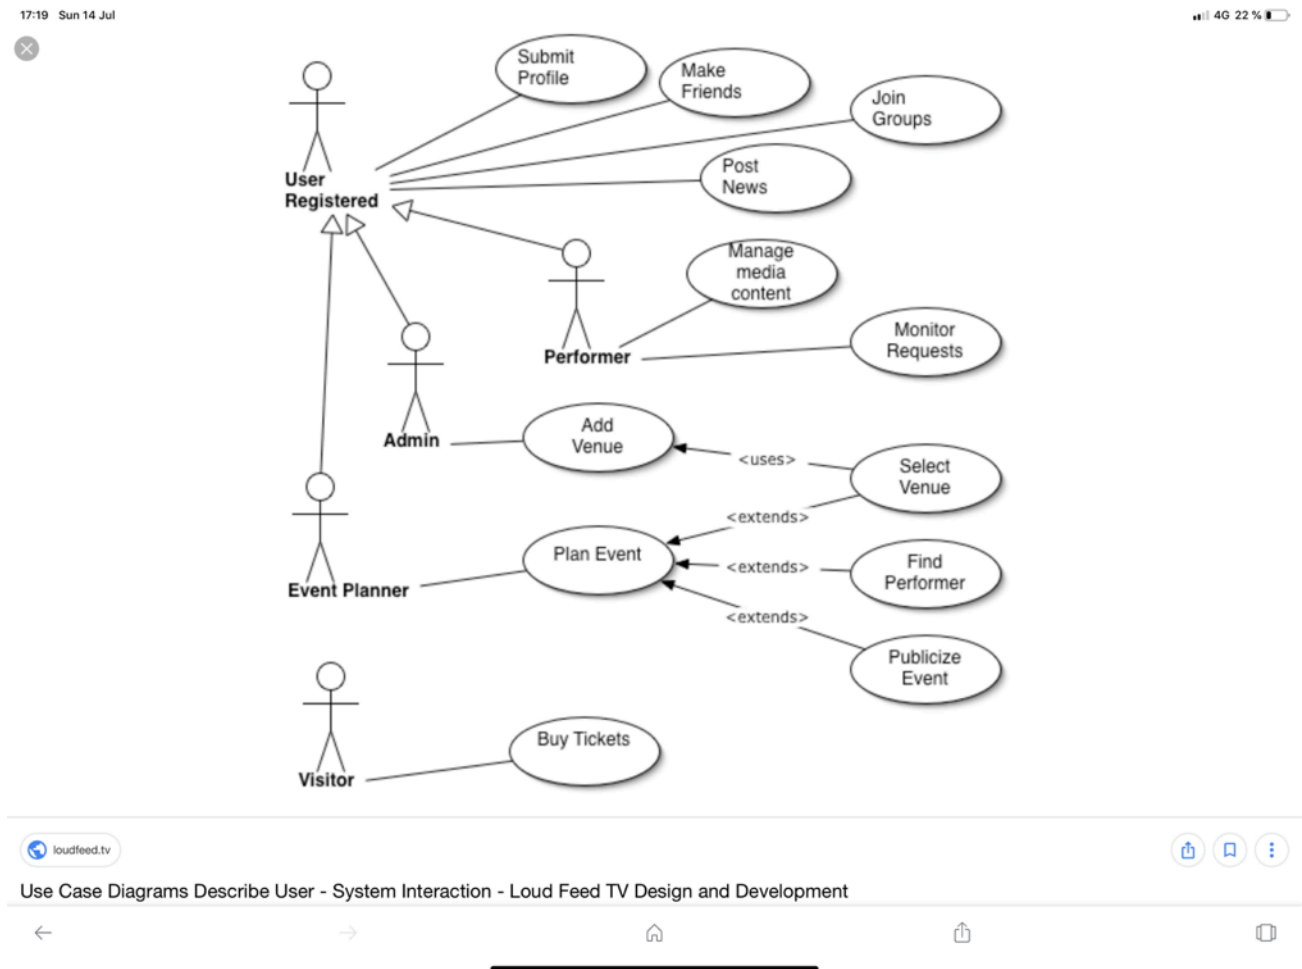 17:19 Sun 14 Jul
4G 22 %
Submit
Profile
Make
Friends
Join
Groups
Post
News
User
Registered
Manage
media
content
Monitor
Requests
Performer
Admin
Add
Venue
<uses>
Select
Venue
<extends>
Plan Event
<extends>
Find
Performer
Event Planner
<extends>
Publicize
Event
Buy Tickets
Visitor
loudfeed.tv
Use Case Diagrams Describe User - System Interaction - Loud Feed TV Design and Development